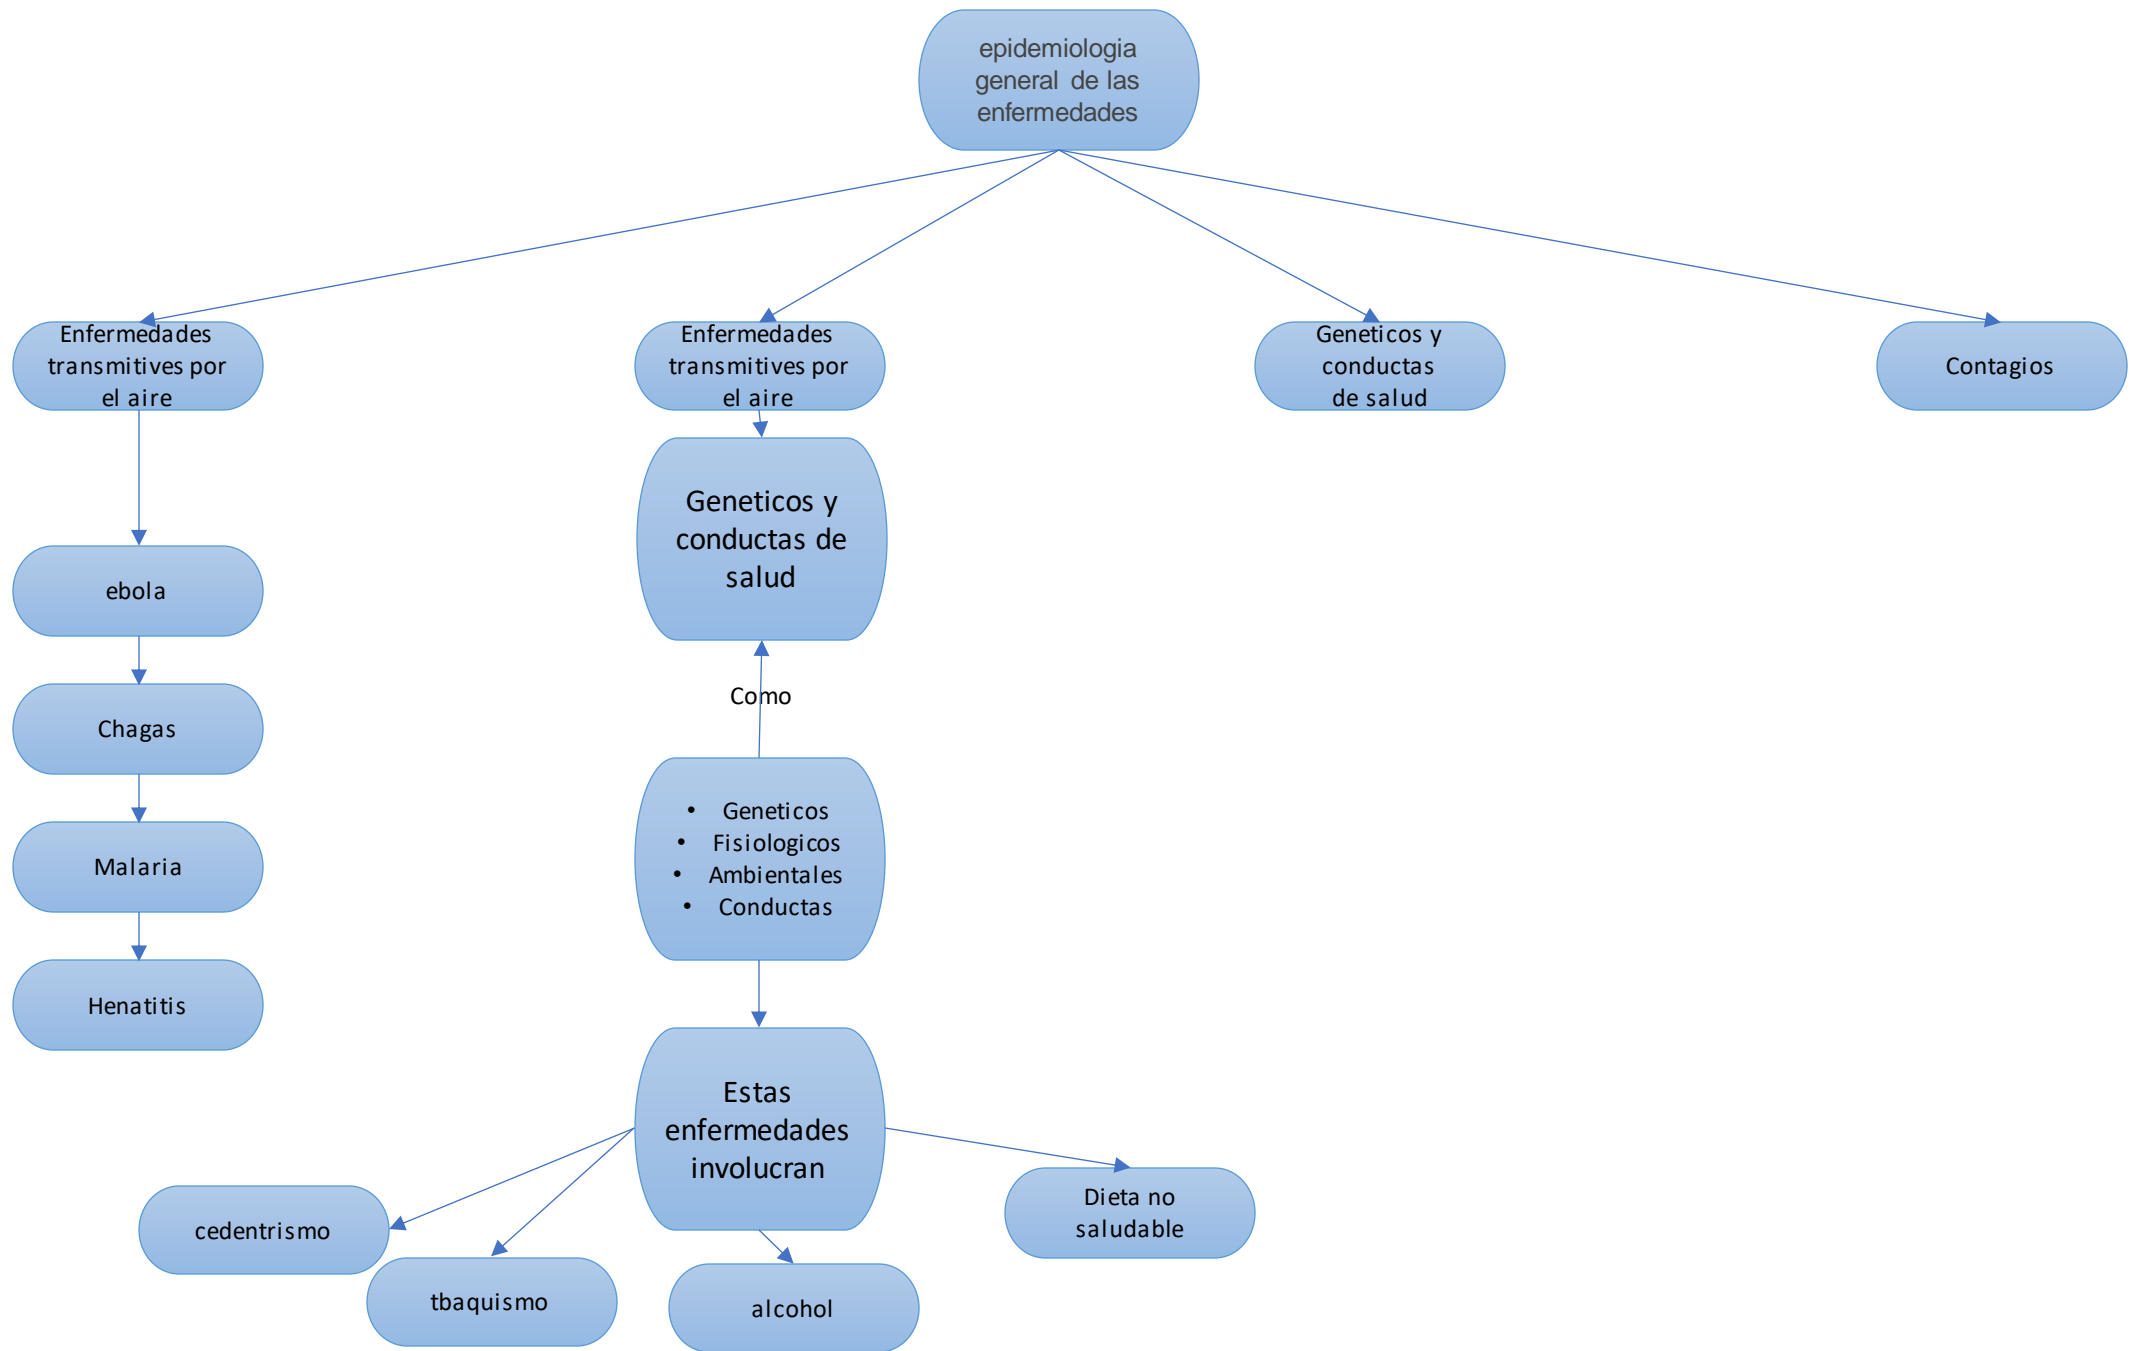 epidemiologia
general de las
enfermedades
Enfermedades
transmitives por
el aire
Enfermedades
transmitives por
el aire
Geneticos y
conductas
de salud
Contagios
Geneticos y
conductas de
salud
ebola
Como
Chagas
• Geneticos
• Fisiologicos
• Ambientales
• Conductas
Malaria
Henatitis
Estas
enfermedades
involucran
Dieta no
saludable
cedentrismo
tbaquismo
alcohol